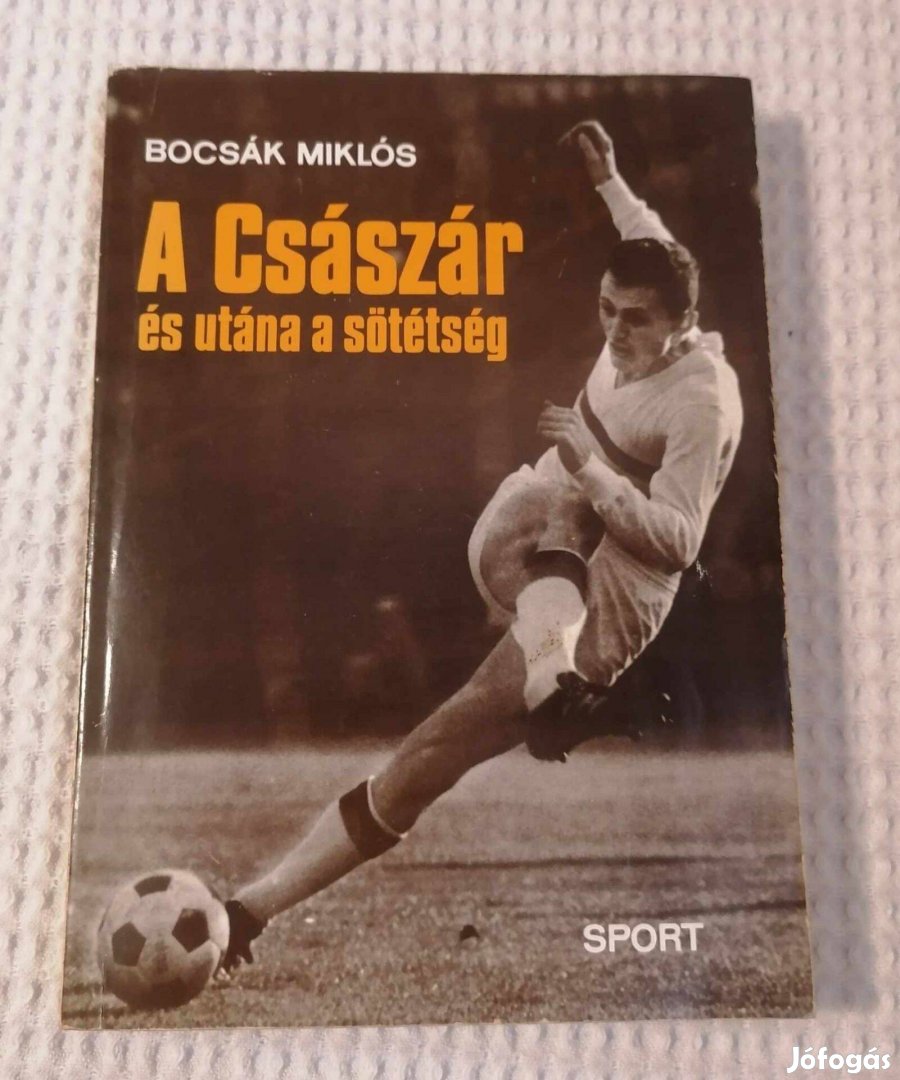 BOCSÁK MIKLÓS
A Császár
és utána a sötétség
SPORT
Jófogás